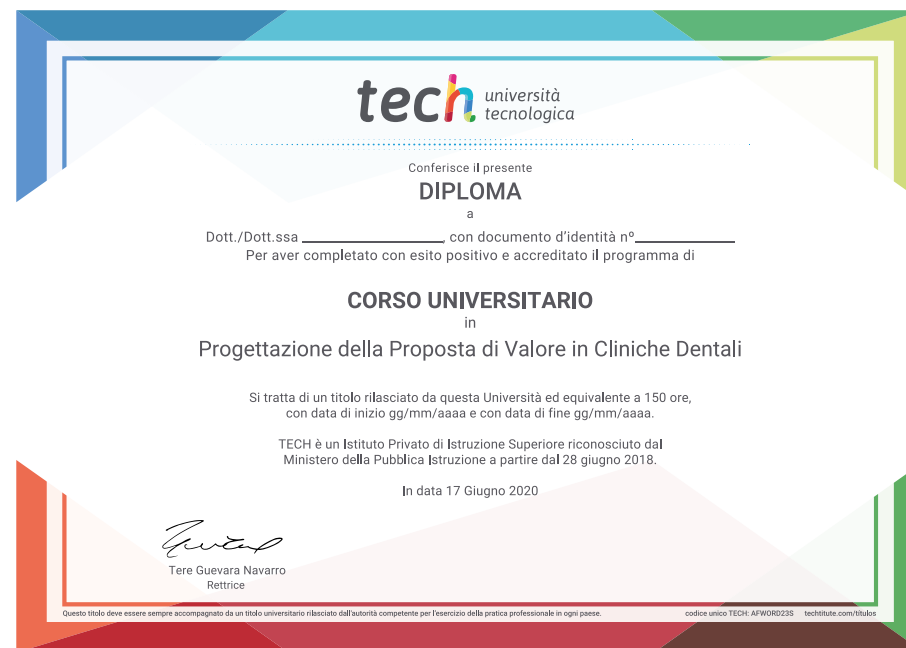 tech università
tecnologica
Conferisce il presente
DIPLOMA
a
Dott./Dott.ssa ____________________, con documento d'identità nº______________
Per aver completato con esito positivo e accreditato il programma di
CORSO UNIVERSITARIO
in
Progettazione della Proposta di Valore in Cliniche Dentali
Si tratta di un titolo rilasciato da questa Università ed equivalente a 150 ore,
con data di inizio gg/mm/aaaa e con data di fine gg/mm/aaaa.
TECH è un Istituto Privato di Istruzione Superiore riconosciuto dal
Ministero della Pubblica Istruzione a partire dal 28 giugno 2018.
In data 17 Giugno 2020
Tere Guevara Navarro
Rettrice
Questo titolo deve essere sempre accompagnato da un titolo universitario rilasciato dall'autorità competente per l'esercizio della pratica professionale in ogni paese. codice unico TECH: AFWORD23S techtitute.com/títulos